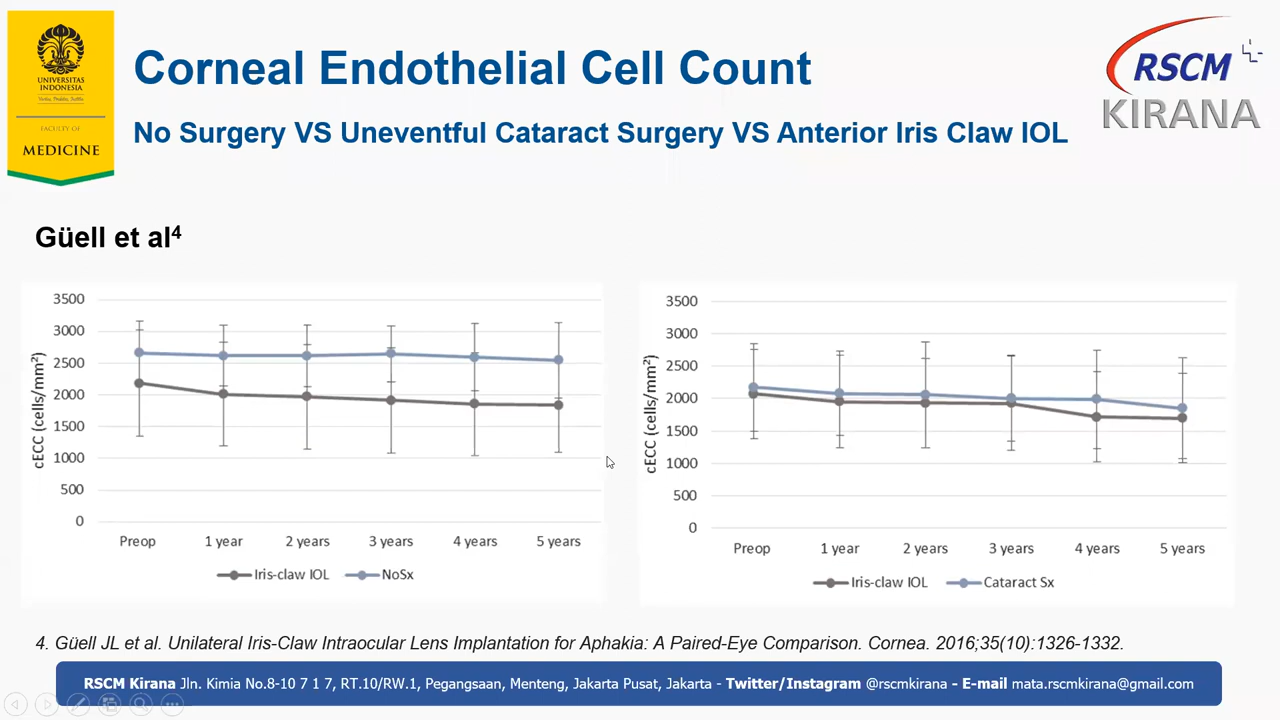 UNIVERSITAS
INDONESIA
Veritas, Probitas, Iustitia
FACULTY OF
MEDICINE
Corneal Endothelial Cell Count
No Surgery VS Uneventful Cataract Surgery VS Anterior Iris Claw IOL
RSCM
KIRANA
Güell et al⁴
cECC (cells/mm²)
3500
3000
2500
2000
1500
1000
500
0
Preop 1 year 2 years 3 years 4 years 5 years
Iris-claw IOL NoSx
cECC (cells/mm²)
3500
3000
2500
2000
1500
1000
500
0
Preop 1 year 2 years 3 years 4 years 5 years
Iris-claw IOL Cataract Sx
4. Güell JL et al. Unilateral Iris-Claw Intraocular Lens Implantation for Aphakia: A Paired-Eye Comparison. Cornea. 2016;35(10):1326-1332.
RSCM Kirana Jln. Kimia No.8-10 7 1 7, RT.10/RW.1, Pegangsaan, Menteng, Jakarta Pusat, Jakarta - Twitter/Instagram @rscmkirana - E-mail mata.rscmkirana@gmail.com